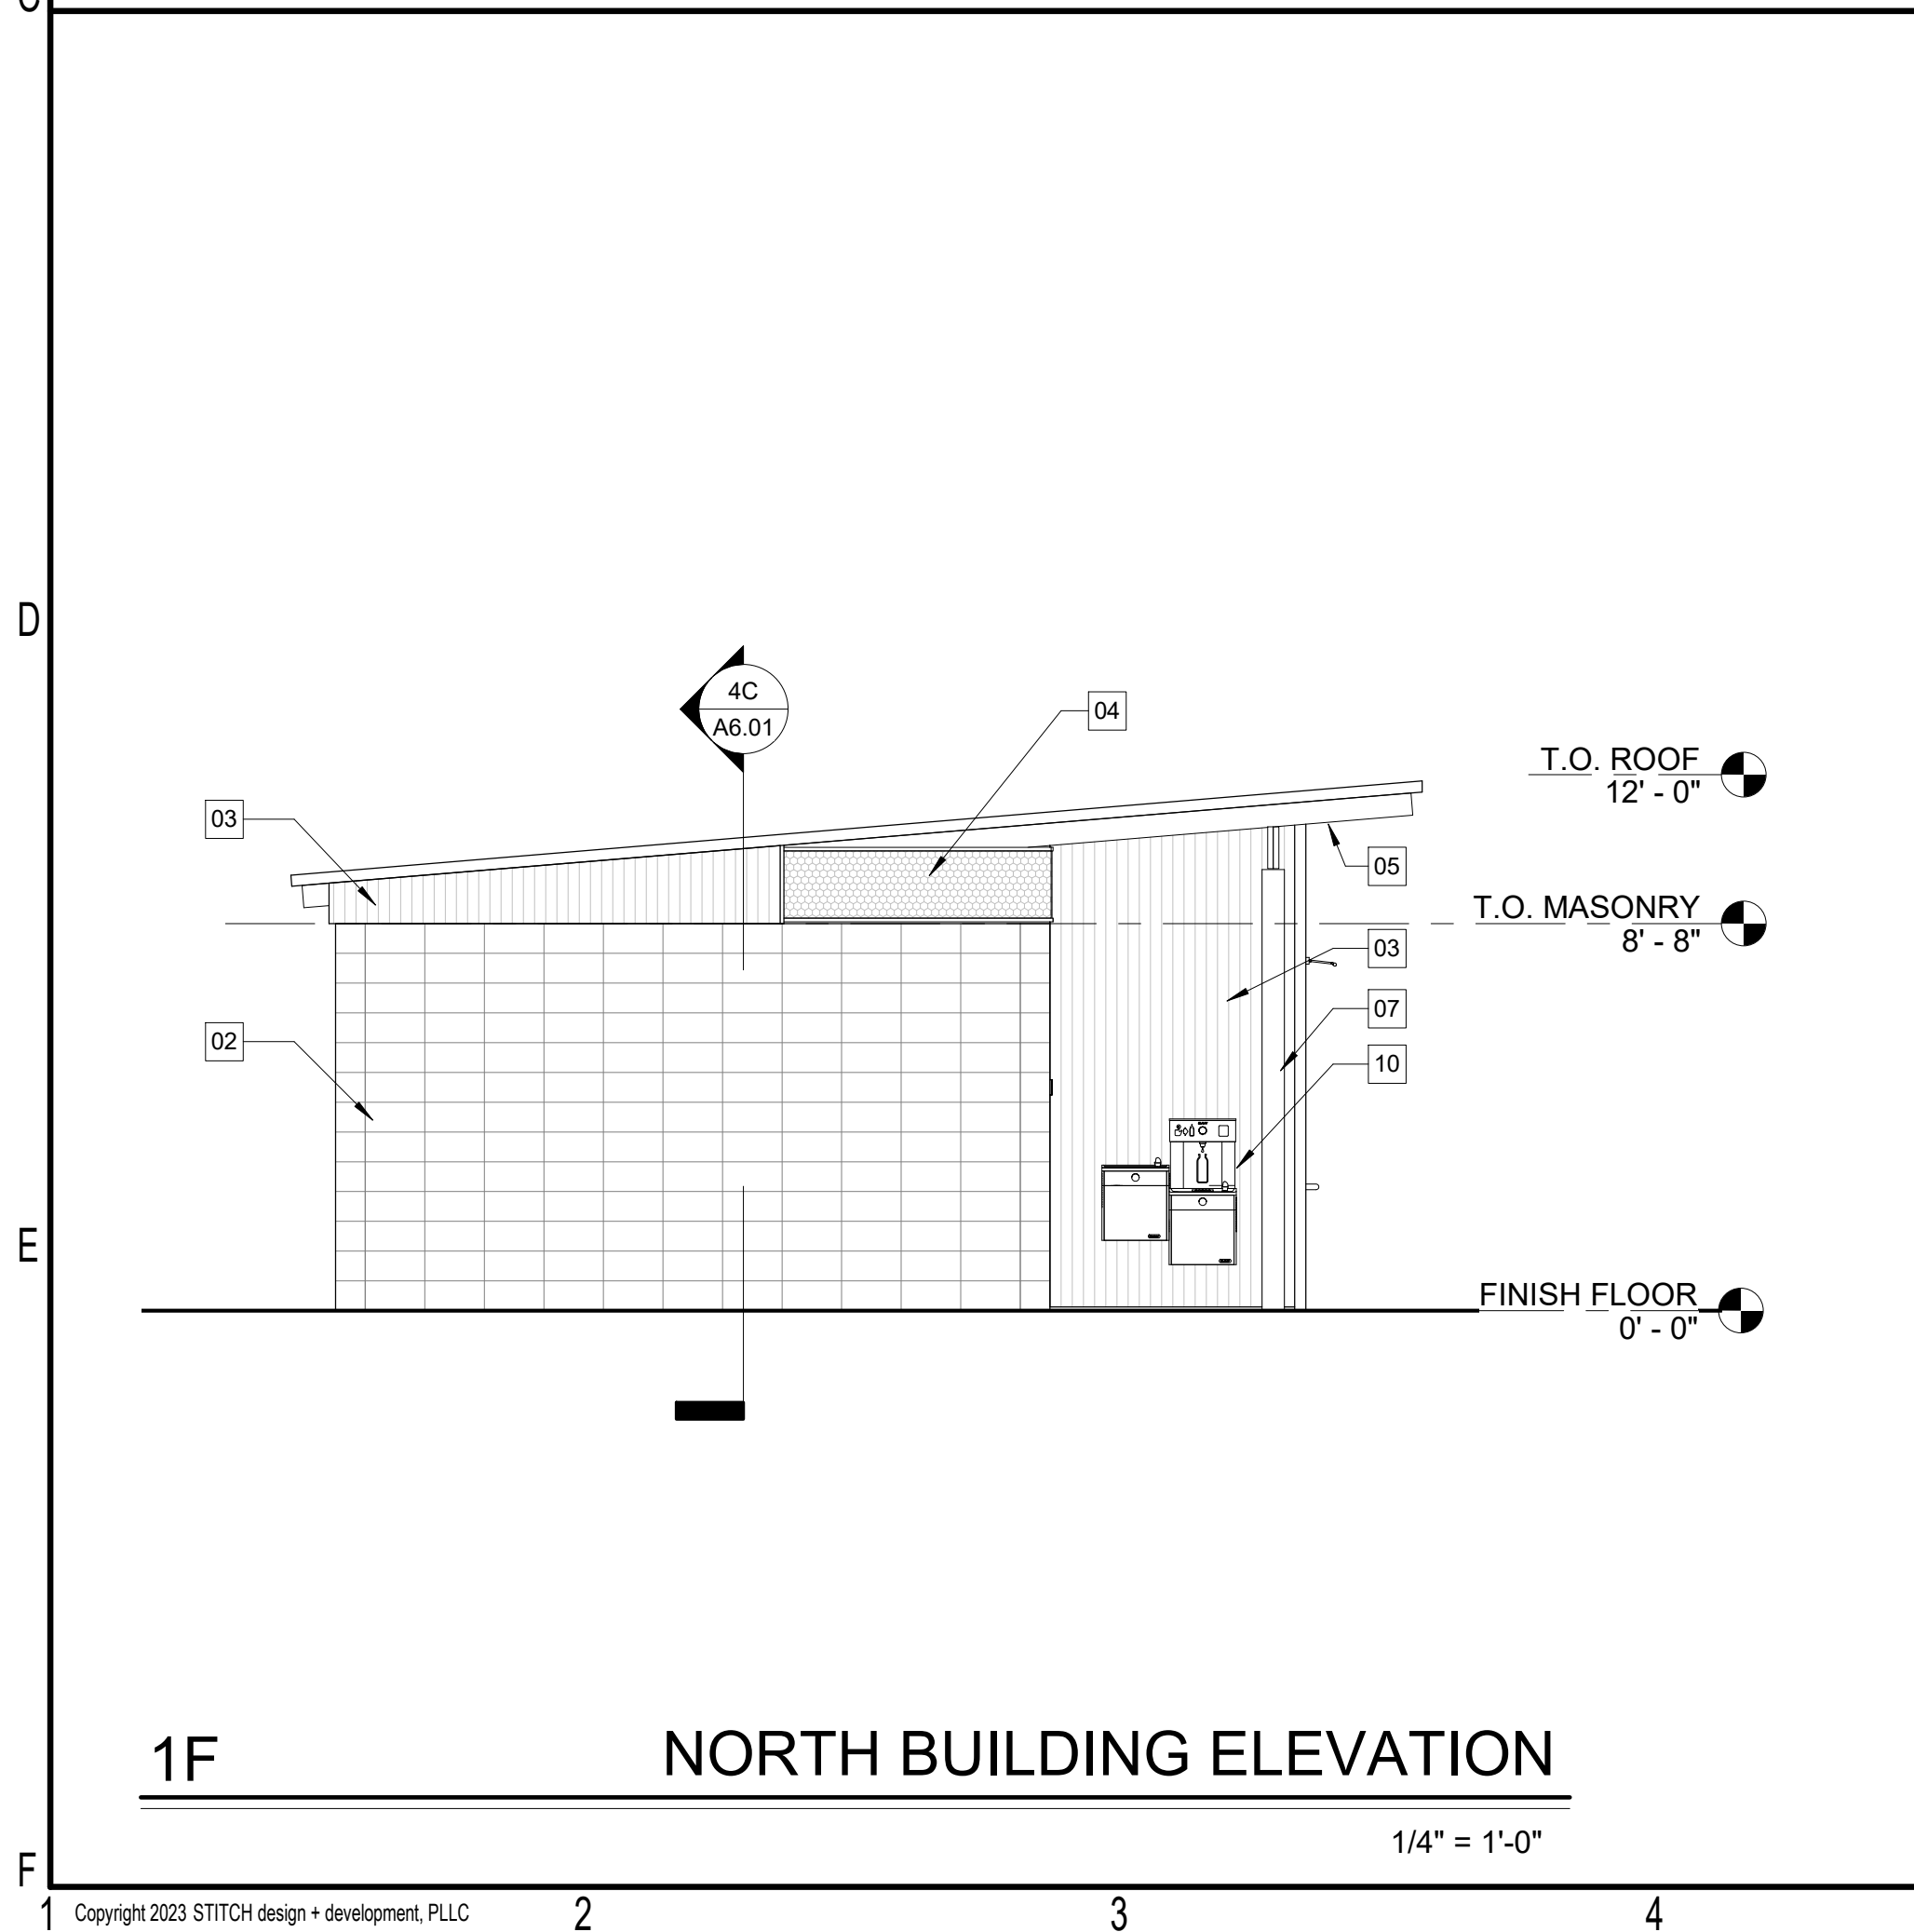 C
D
4C
A6.01
04
T.O. ROOF
12' - 0"
03
05
T.O. MASONRY
8' - 8"
03
07
02
10
E
FINISH FLOOR
0' - 0"
1F
NORTH BUILDING ELEVATION
1/4" = 1'-0"
F
1
Copyright 2023 STITCH design + development, PLLC
2
3
4